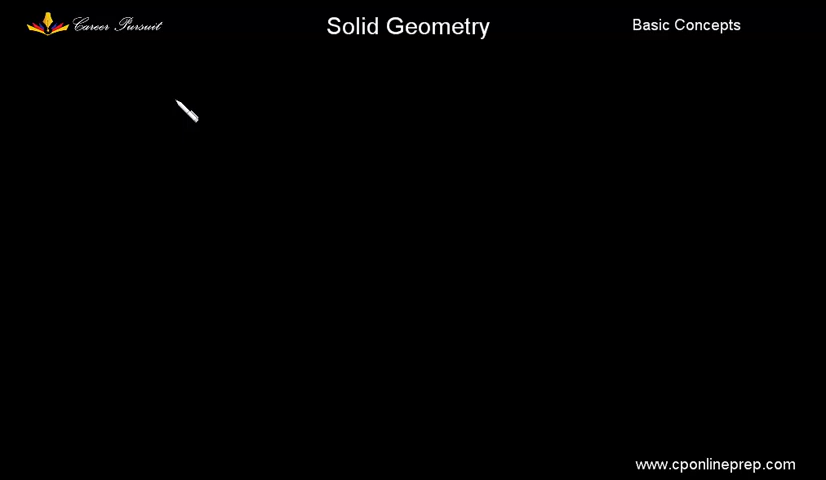 Career Pursuit
Solid Geometry
Basic Concepts
www.cponlineprep.com